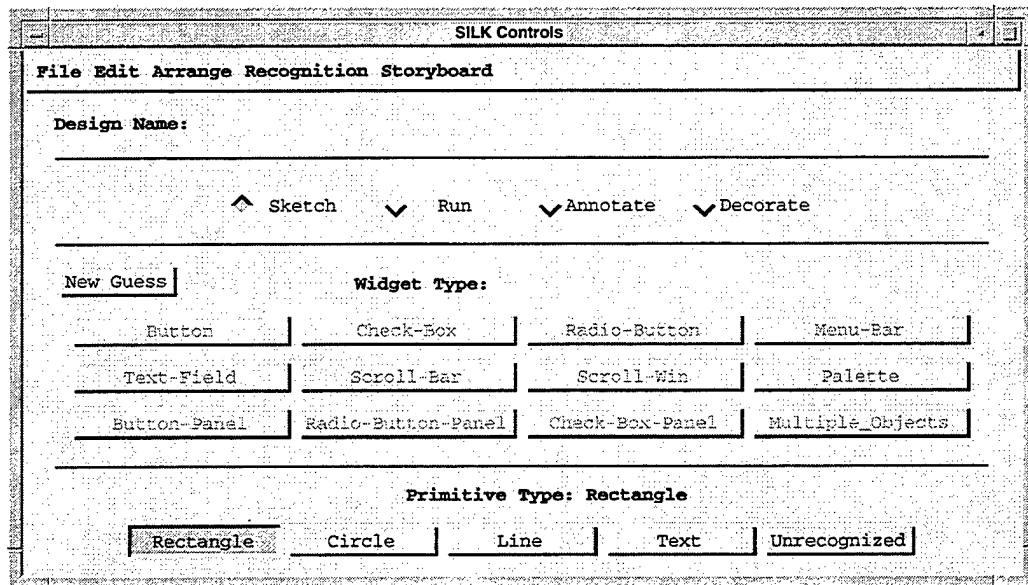 SILK Controls
File Edit Arrange Recognition Storyboard
Design Name:
Sketch Run Annotate Decorate
New Guess Widget Type:
Button Check-Box Radio-Button Menu-Bar
Text-Field Scroll-Bar Scroll-Win Palette
Button-Panel Radio-Button-Panel Check-Box-Panel Multiple_Objects
Primitive Type: Rectangle
Rectangle Circle Line Text Unrecognized